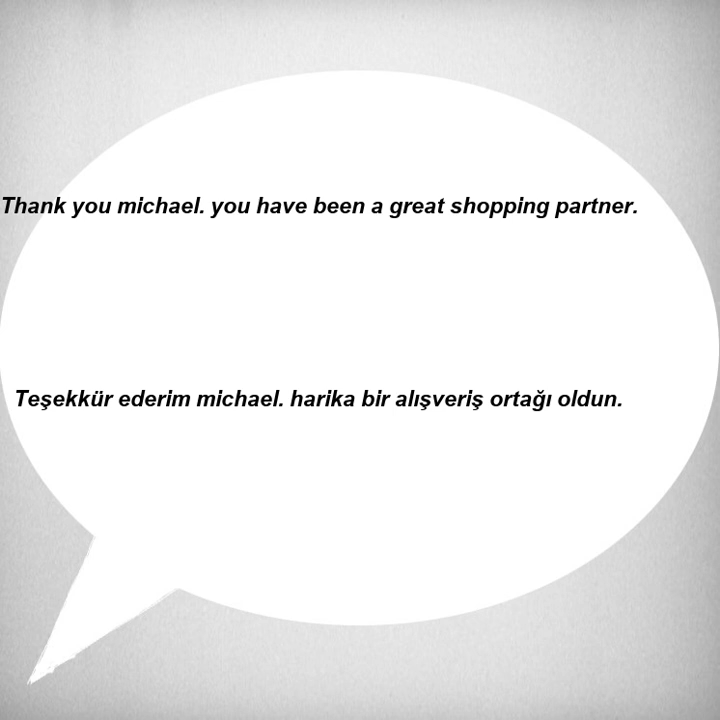 Thank you michael. you have been a great shopping partner.
Teşekkür ederim michael. harika bir alışveriş ortağı oldun.